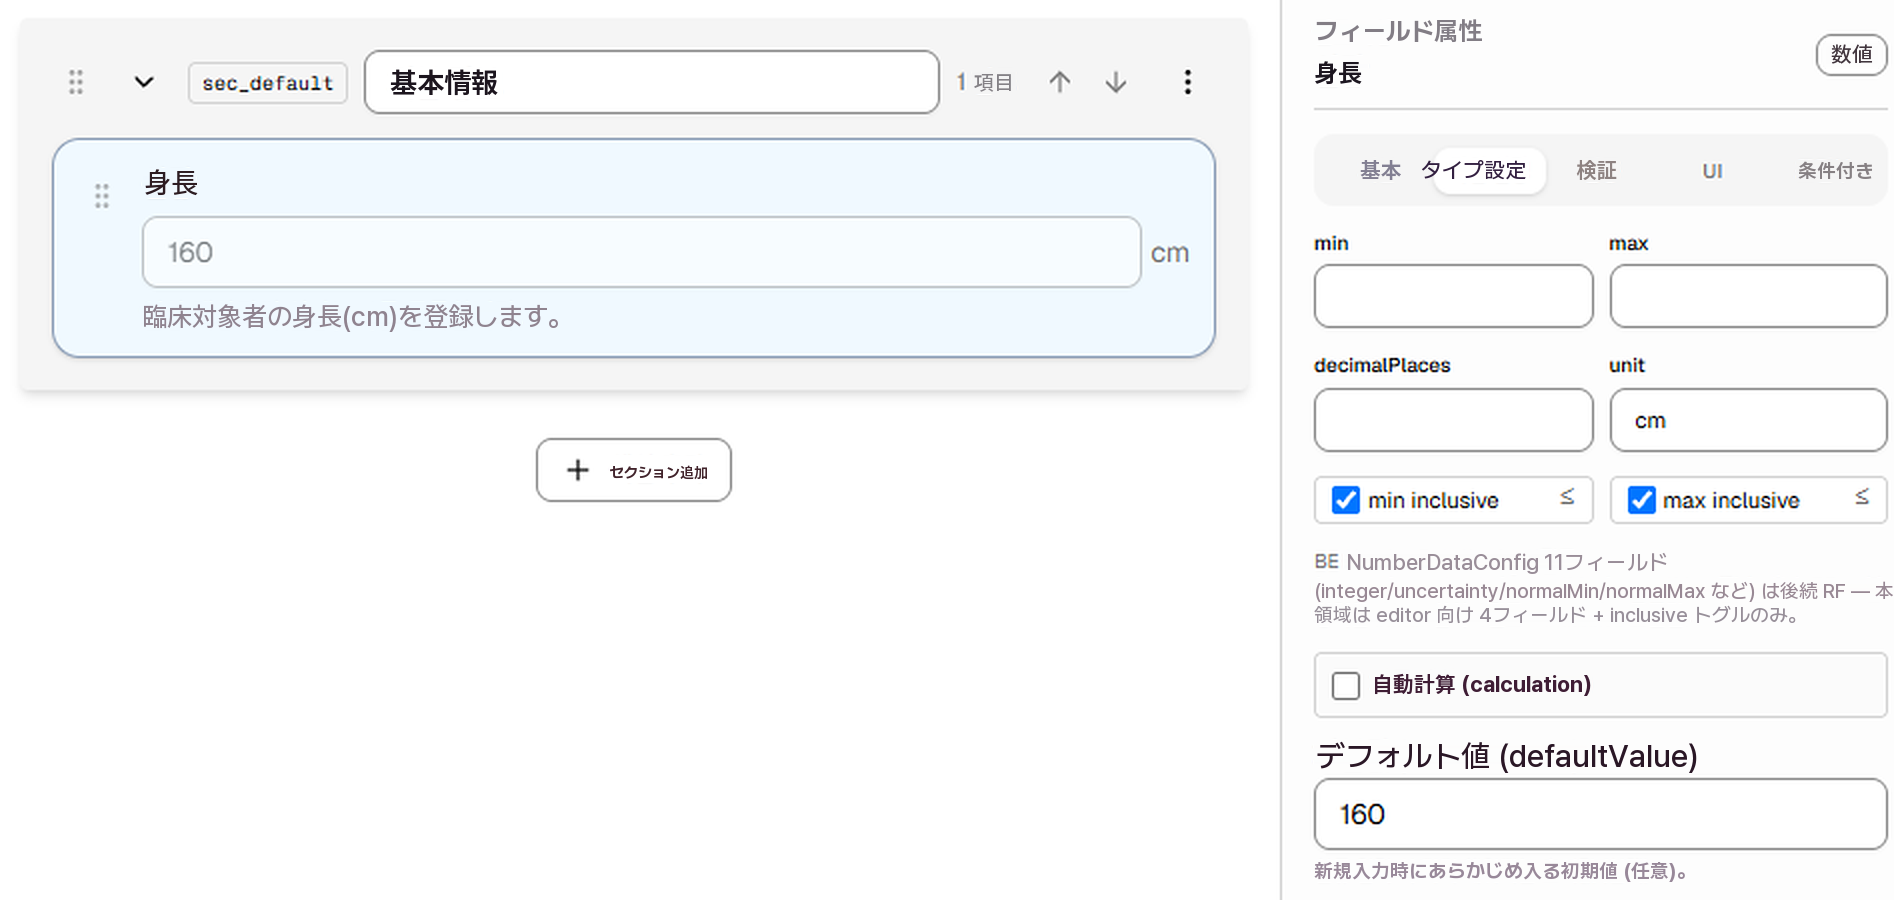 sec_default
基本情報
1 項目
身長
160
cm
臨床対象者の身長(cm)を登録します。
セクション追加
フィールド属性
身長
数値
基本
タイプ設定
検証
UI
条件付き
min
max
decimalPlaces
unit
cm
min inclusive
≤
max inclusive
≤
BE NumberDataConfig 11フィールド
(integer/uncertainty/normalMin/normalMax など) は後続 RF — 本
領域は editor 向け 4フィールド + inclusive トグルのみ。
自動計算 (calculation)
デフォルト値 (defaultValue)
160
新規入力時にあらかじめ入る初期値 (任意)。